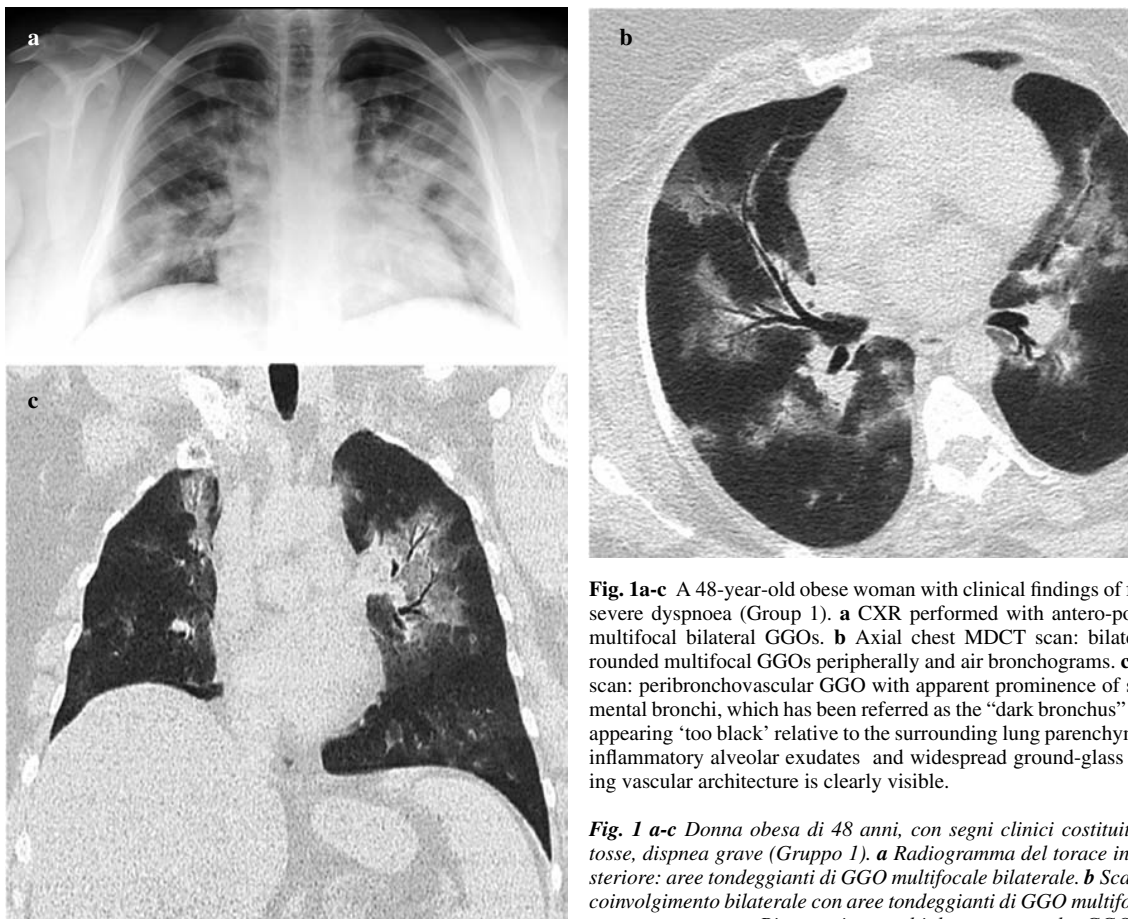 a
b
c
Fig. 1a-c A 48-year-old obese woman with clinical findings of
severe dyspnoea (Group 1). a CXR performed with antero-po
multifocal bilateral GGOs. b Axial chest MDCT scan: bilate
rounded multifocal GGOs peripherally and air bronchograms. c
scan: peribronchovascular GGO with apparent prominence of s
mental bronchi, which has been referred as the “dark bronchus”
appearing ‘too black’ relative to the surrounding lung parenchyn
inflammatory alveolar exudates and widespread ground-glass
ing vascular architecture is clearly visible.
Fig. 1 a-c Donna obesa di 48 anni, con segni clinici costituit
tosse, dispnea grave (Gruppo 1). a Radiogramma del torace in
steriore: aree tondeggianti di GGO multifocale bilaterale. b Sca
coinvolgimento bilaterale con aree tondeggianti di GGO multifo